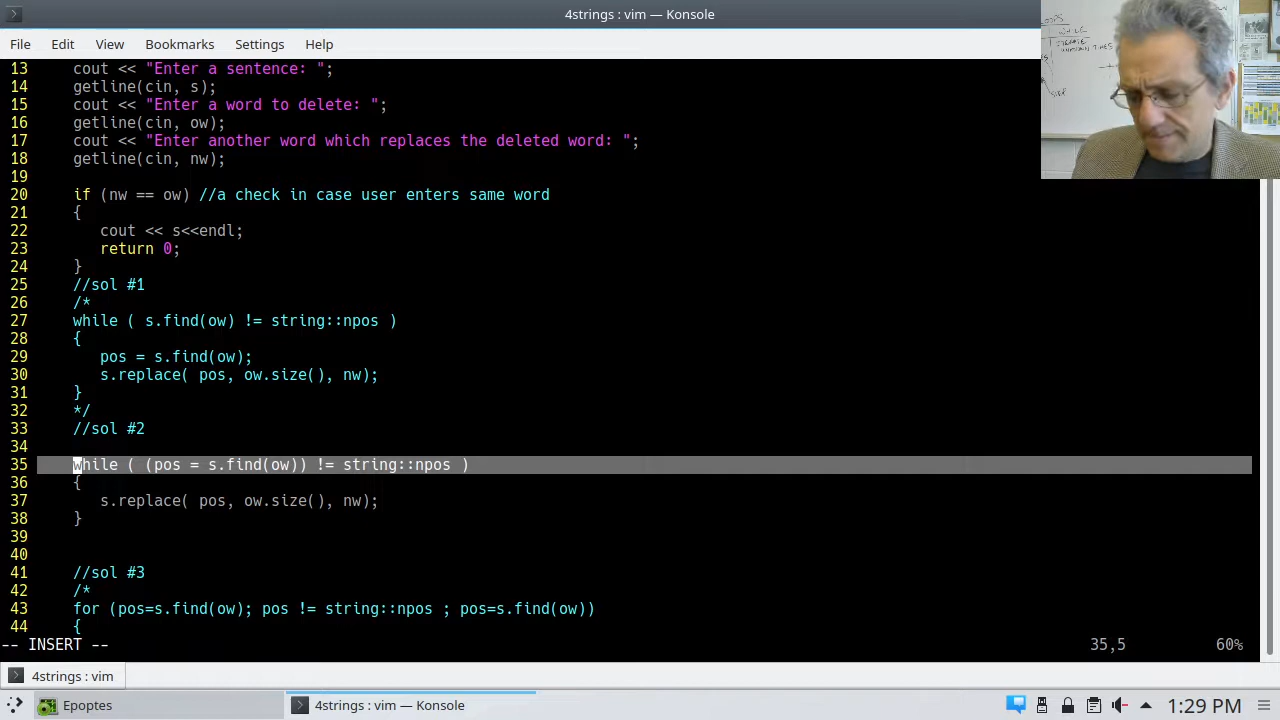 4strings : vim — Konsole
File Edit View Bookmarks Settings Help
13 cout << "Enter a sentence: ";
14 getline(cin, s);
15 cout << "Enter a word to delete: ";
16 getline(cin, ow);
17 cout << "Enter another word which replaces the deleted word: ";
18 getline(cin, nw);
19
20 if (nw == ow) //a check in case user enters same word
21 {
22 cout << s<<endl;
23 return 0;
24 }
25 //sol #1
26 /*
27 while ( s.find(ow) != string::npos )
28 {
29 pos = s.find(ow);
30 s.replace( pos, ow.size(), nw);
31 }
32 */
33 //sol #2
34
35 while ( (pos = s.find(ow)) != string::npos )
36 {
37 s.replace( pos, ow.size(), nw);
38 }
39
40
41 //sol #3
42 /*
43 for (pos=s.find(ow); pos != string::npos ; pos=s.find(ow))
44 {
-- INSERT -- 35,5 60%
4strings : vim
Epoptes 4strings : vim — Konsole 1:29 PM